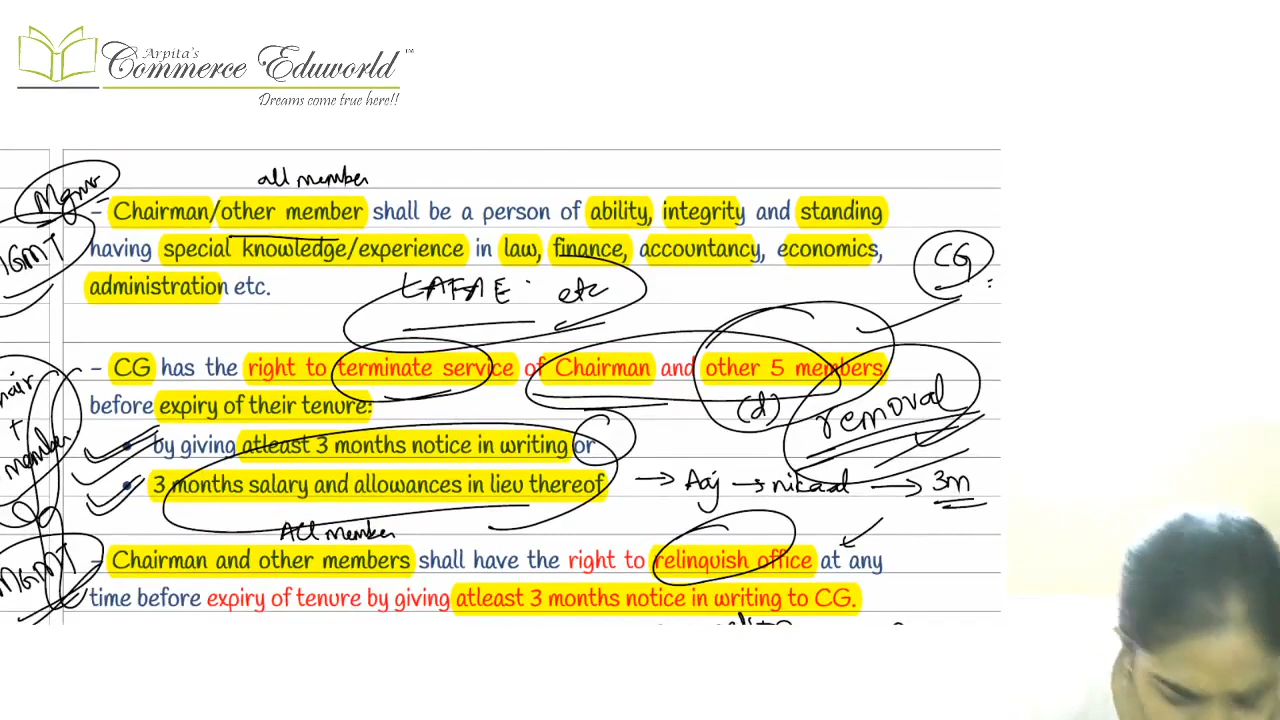 Arpita's
Commerce Eduworld™
Dreams come true here!!
all member
Mgmt
– Chairman/other member shall be a person of ability, integrity and standing
having special knowledge/experience in law, finance, accountancy, economics,
CG
administration etc.
LAFAE etc
– CG has the right to terminate service of Chairman and other 5 members
before expiry of their tenure:
(d) removal
+
member
• by giving atleast 3 months notice in writing or
• 3 months salary and allowances in lieu thereof → Aaj → nikaal → 3m
All member
– Chairman and other members shall have the right to relinquish office at any
MGMT
time before expiry of tenure by giving atleast 3 months notice in writing to CG.